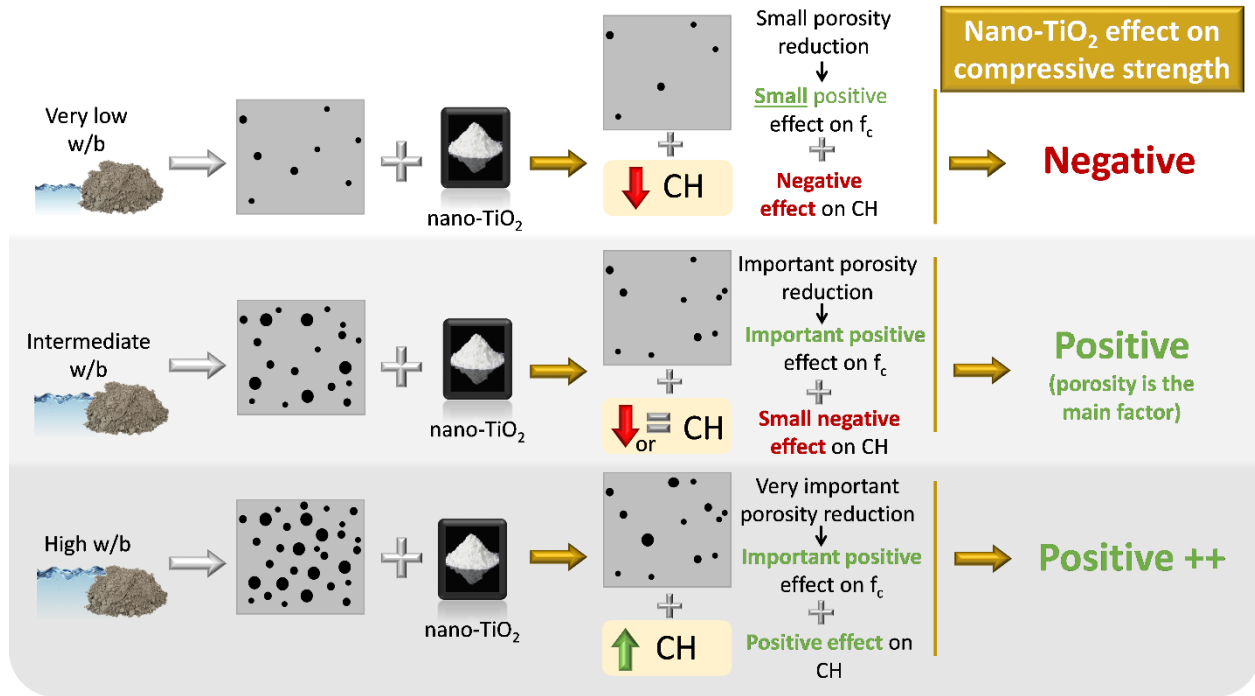 Nano-TiO₂ effect on
compressive strength
Very low
w/b
nano-TiO₂
CH
Small porosity
reduction
Small positive
effect on f꜀
Negative
effect on CH
Negative
Intermediate
w/b
nano-TiO₂
or
CH
Important porosity
reduction
Important positive
effect on f꜀
Small negative
effect on CH
Positive
(porosity is the
main factor)
High w/b
nano-TiO₂
CH
Very important
porosity reduction
Important positive
effect on f꜀
Positive effect on
CH
Positive ++